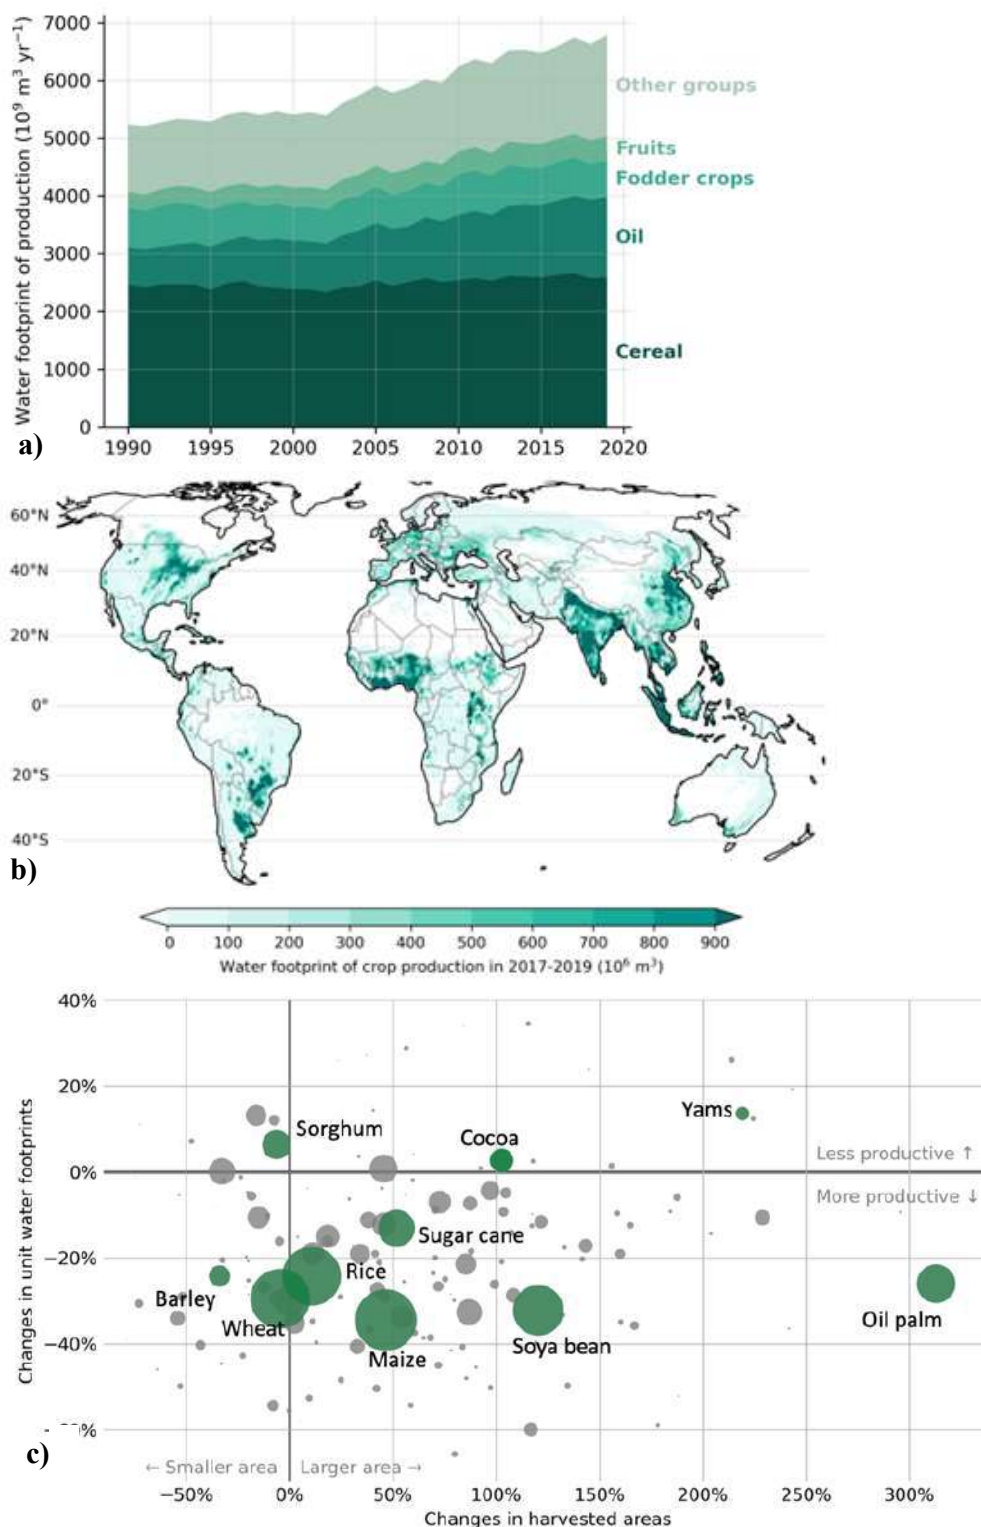 7000
6000
5000
4000
3000
2000
1000
0
Water footprint of production (10⁹ m³ yr⁻¹)
Other groups
Fruits
Fodder crops
Oil
Cereal
1990 1995 2000 2005 2010 2015 2020
a)
60°N
40°N
20°N
0°
20°S
40°S
b)
0 100 200 300 400 500 600 700 800 900
Water footprint of crop production in 2017-2019 (10⁶ m³)
40%
20%
0%
−20%
−40%
Changes in unit water footprints
Sorghum
Cocoa
Yams
Less productive ↑
More productive ↓
Sugar cane
Rice
Barley
Wheat
Maize
Soya bean
Oil palm
c)
← Smaller area Larger area →
−50% 0% 50% 100% 150% 200% 250% 300%
Changes in harvested areas